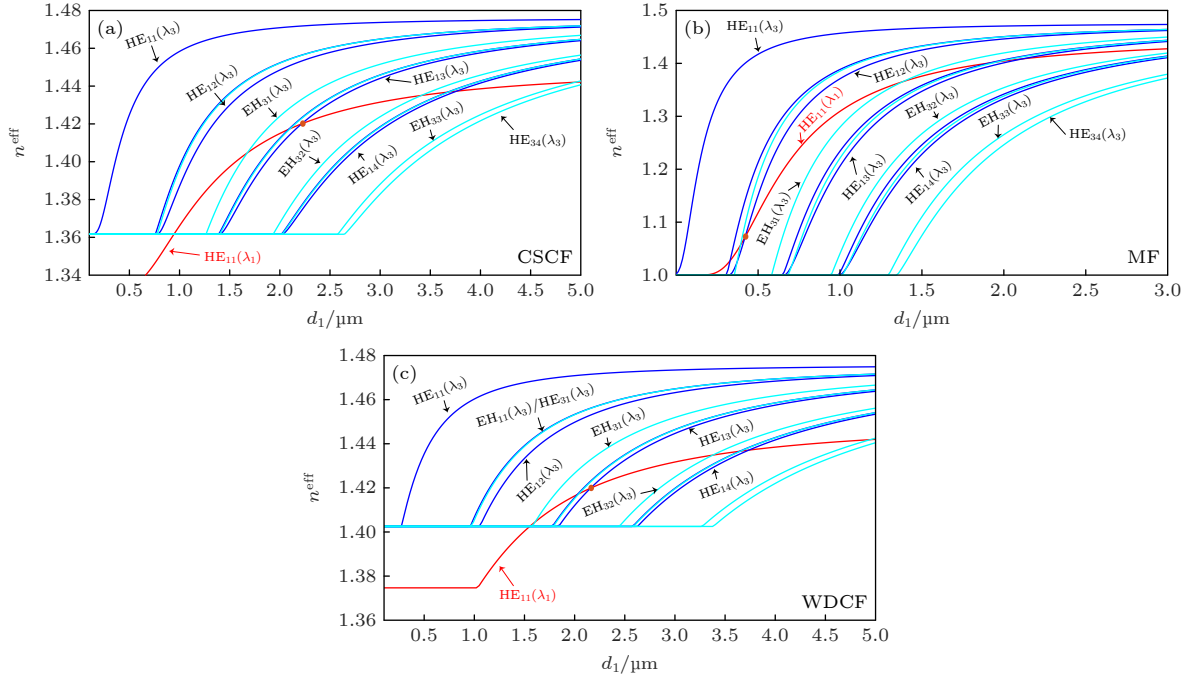 (a)
HE₁₁(λ₃)
HE₁₂(λ₃)
EH₃₁(λ₃)
HE₁₃(λ₃)
EH₃₂(λ₃)
HE₁₄(λ₃)
EH₃₃(λ₃)
HE₃₄(λ₃)
HE₁₁(λ₁)
CSCF
1.48
1.46
1.44
1.42
1.40
1.38
1.36
1.34
nᵉᶠᶠ
0.5 1.0 1.5 2.0 2.5 3.0 3.5 4.0 4.5 5.0
d₁/µm
(b)
HE₁₁(λ₃)
HE₁₂(λ₃)
HE₁₁(λ₁)
EH₃₂(λ₃)
EH₃₃(λ₃)
HE₃₄(λ₃)
EH₃₁(λ₃)
HE₁₃(λ₃)
HE₁₄(λ₃)
MF
1.5
1.4
1.3
1.2
1.1
1.0
nᵉᶠᶠ
0.5 1.0 1.5 2.0 2.5 3.0
d₁/µm
(c)
HE₁₁(λ₃)
EH₁₁(λ₃)/HE₃₁(λ₃)
EH₃₁(λ₃)
HE₁₃(λ₃)
HE₁₂(λ₃)
EH₃₂(λ₃)
HE₁₄(λ₃)
HE₁₁(λ₁)
WDCF
1.48
1.46
1.44
1.42
1.40
1.38
1.36
nᵉᶠᶠ
0.5 1.0 1.5 2.0 2.5 3.0 3.5 4.0 4.5 5.0
d₁/µm